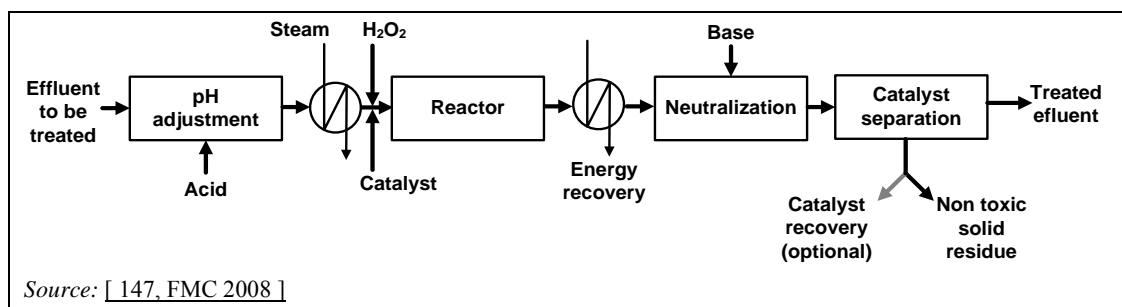 Steam
H₂O₂
Base
Effluent
to be
treated
pH
adjustment
Reactor
Neutralization
Catalyst
separation
Treated
efluent
Acid
Catalyst
Energy
recovery
Catalyst
recovery
(optional)
Non toxic
solid
residue
Source: [ 147, FMC 2008 ]